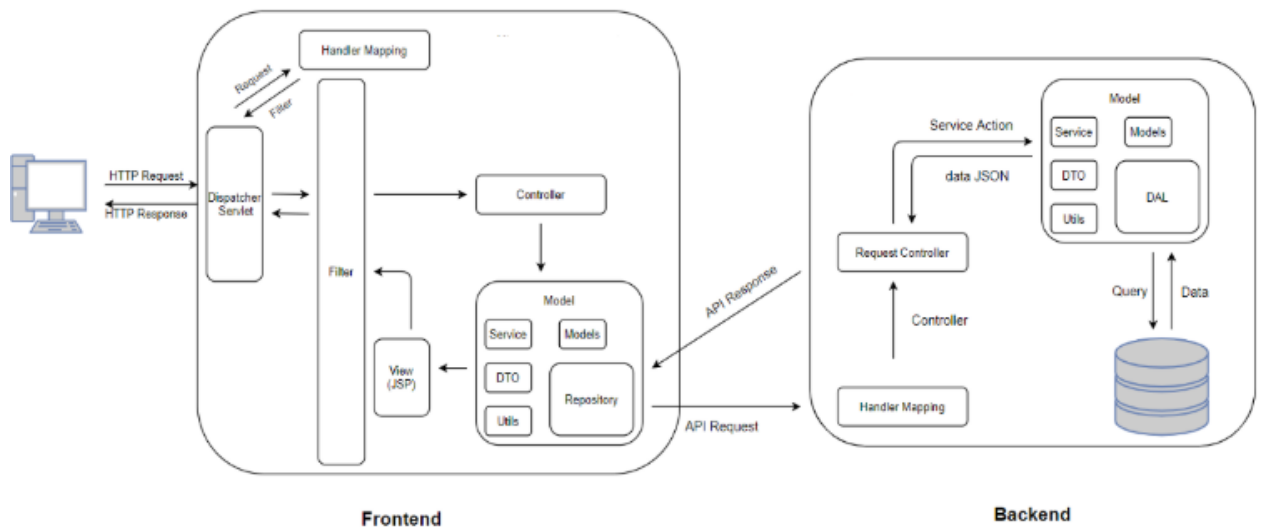 Handler Mapping
Request
Filter
HTTP Request
HTTP Response
Dispatcher
Servlet
Filter
Controller
Model
Service
Models
DTO
Repository
Utils
View
(JSP)
API Response
API Request
Model
Service
Models
DTO
DAL
Utils
Service Action
data JSON
Request Controller
Controller
Handler Mapping
Query
Data
Frontend
Backend